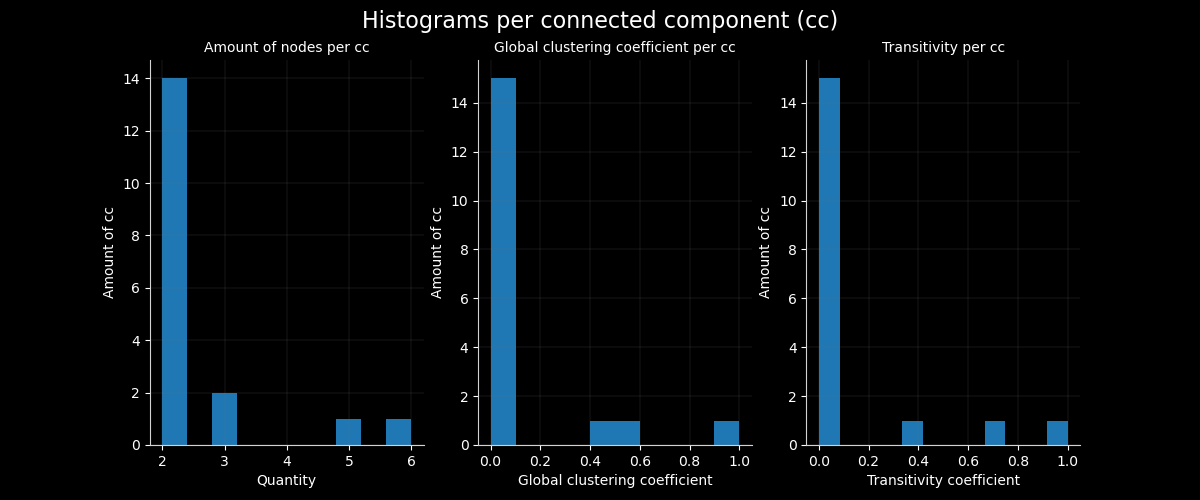 Histograms per connected component (cc)
Amount of nodes per cc
Amount of cc
14
12
10
8
6
4
2
0
2 3 4 5 6
Quantity
Global clustering coefficient per cc
Amount of cc
14
12
10
8
6
4
2
0
0.0 0.2 0.4 0.6 0.8 1.0
Global clustering coefficient
Transitivity per cc
Amount of cc
14
12
10
8
6
4
2
0
0.0 0.2 0.4 0.6 0.8 1.0
Transitivity coefficient